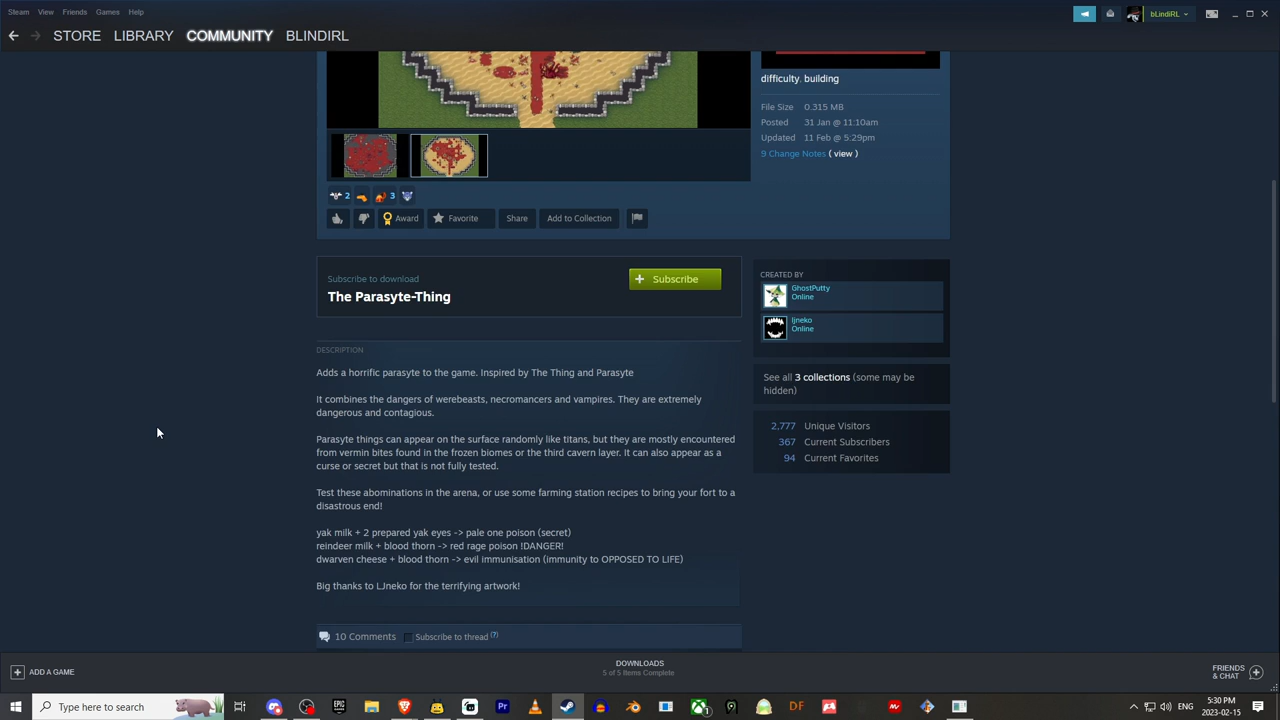 Steam View Friends Games Help
bLindiRL
STORE LIBRARY COMMUNITY BLINDIRL
difficulty, building
File Size 0.315 MB
Posted 31 Jan @ 11:10am
Updated 11 Feb @ 5:29pm
9 Change Notes ( view )
2 3
Award Favorite Share Add to Collection
Subscribe to download
The Parasyte-Thing
Subscribe
CREATED BY
GhostPutty
Online
ljneko
Online
See all 3 collections (some may be
hidden)
2,777 Unique Visitors
367 Current Subscribers
94 Current Favorites
DESCRIPTION
Adds a horrific parasyte to the game. Inspired by The Thing and Parasyte
It combines the dangers of werebeasts, necromancers and vampires. They are extremely
dangerous and contagious.
Parasyte things can appear on the surface randomly like titans, but they are mostly encountered
from vermin bites found in the frozen biomes or the third cavern layer. It can also appear as a
curse or secret but that is not fully tested.
Test these abominations in the arena, or use some farming station recipes to bring your fort to a
disastrous end!
yak milk + 2 prepared yak eyes -> pale one poison (secret)
reindeer milk + blood thorn -> red rage poison !DANGER!
dwarven cheese + blood thorn -> evil immunisation (immunity to OPPOSED TO LIFE)
Big thanks to LJneko for the terrifying artwork!
10 Comments Subscribe to thread (?)
ADD A GAME
DOWNLOADS
5 of 5 Items Complete
FRIENDS
& CHAT
Type here to search
EPIC
Pr
DF
ENG
5:30 PM
2023-02-15